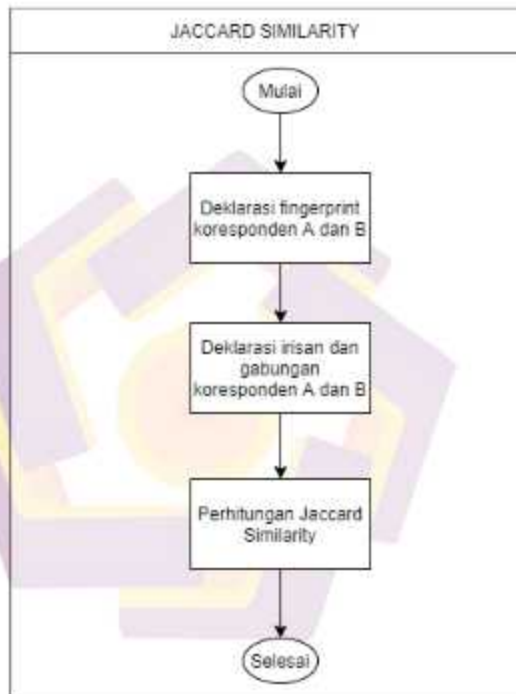 JACCARD SIMILARITY
Mulai
Deklarasi fingerprint
koresponden A dan B
Deklarasi irisan dan
gabungan
koresponden A dan B
Perhitungan Jaccard
Similarity
Selesai